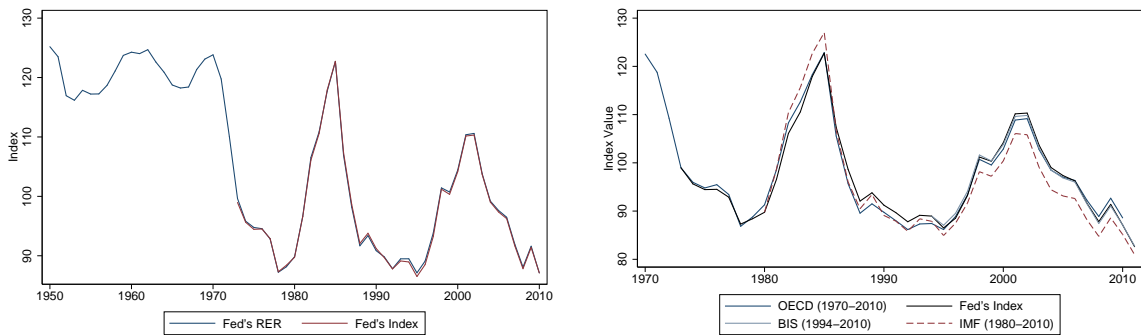 130
120
110
100
90
Index
1950 1960 1970 1980 1990 2000 2010
Fed's RER Fed's Index
130
120
110
100
90
80
Index Value
1970 1980 1990 2000 2010
OECD (1970–2010) Fed's Index
BIS (1994–2010) IMF (1980–2010)